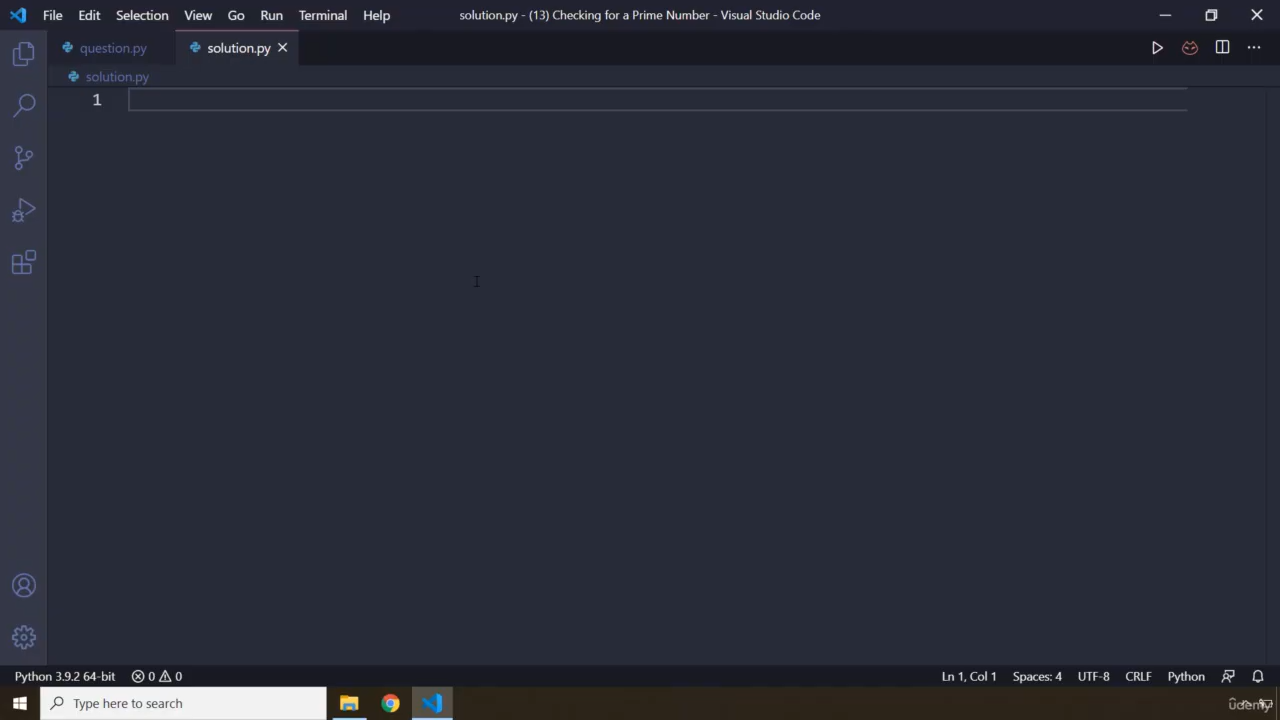 File Edit Selection View Go Run Terminal Help solution.py - (13) Checking for a Prime Number - Visual Studio Code
question.py solution.py
solution.py
1
Python 3.9.2 64-bit 0 0 Ln 1, Col 1 Spaces: 4 UTF-8 CRLF Python
Type here to search
ûdemy